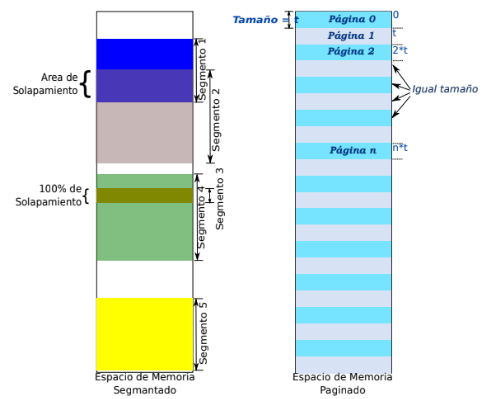 Area de
Solapamiento
100% de
Solapamiento
Segmento 1
Segmento 2
Segmento 3
Segmento 4
Segmento 5
Espacio de Memoria
Segmantado
Tamaño = t
Página 0
0
Página 1
t
Página 2
2*t
Igual tamaño
Página n
n*t
Espacio de Memoria
Paginado